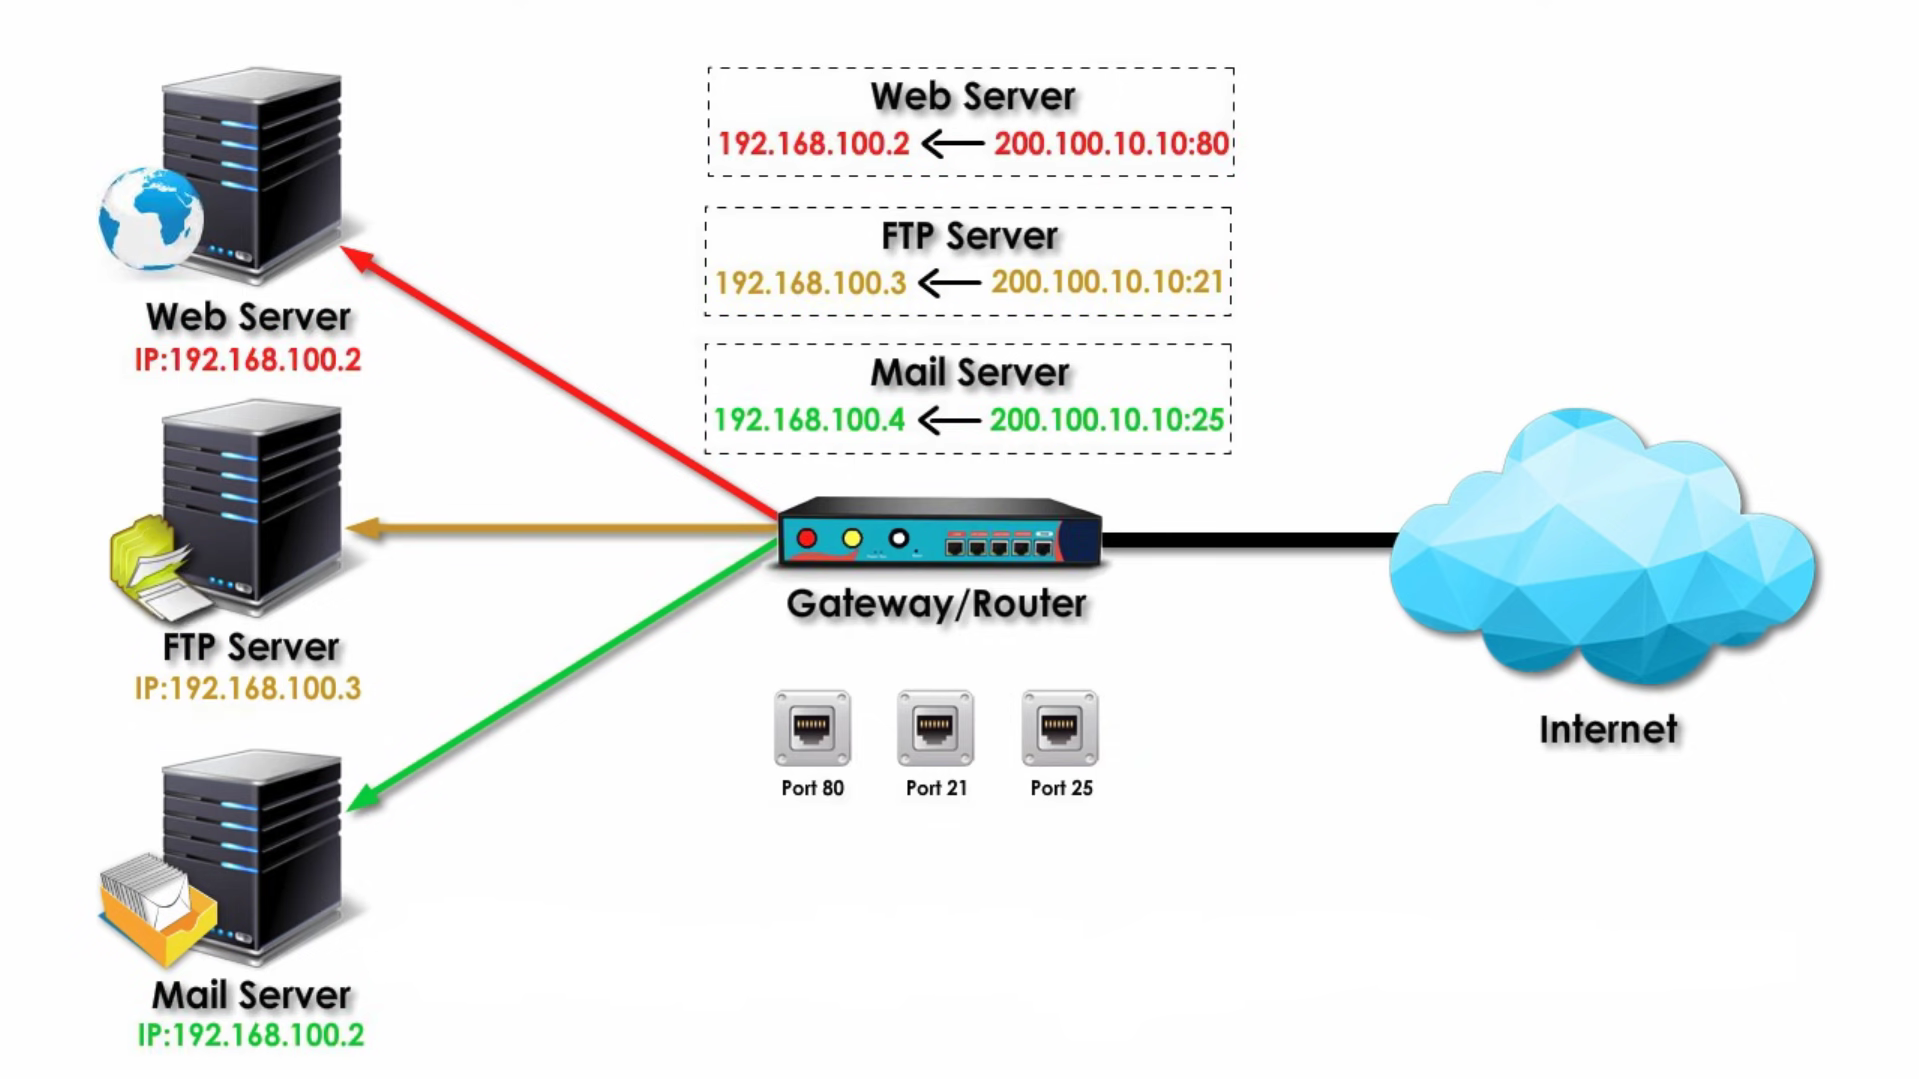 Web Server
192.168.100.2 ← 200.100.10.10:80
FTP Server
192.168.100.3 ← 200.100.10.10:21
Mail Server
192.168.100.4 ← 200.100.10.10:25
Web Server
IP:192.168.100.2
FTP Server
IP:192.168.100.3
Mail Server
IP:192.168.100.2
Gateway/Router
Port 80
Port 21
Port 25
Internet